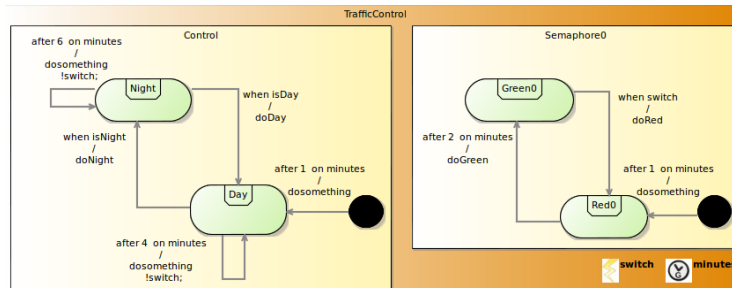 TrafficControl
Control
after 6 on minutes
/
dosomething
!switch;
Night
when isDay
/
doDay
when isNight
/
doNight
after 1 on minutes
/
dosomething
Day
after 4 on minutes
/
dosomething
!switch;
Semaphore0
Green0
when switch
/
doRed
after 2 on minutes
/
doGreen
after 1 on minutes
/
dosomething
Red0
switch
G
minutes